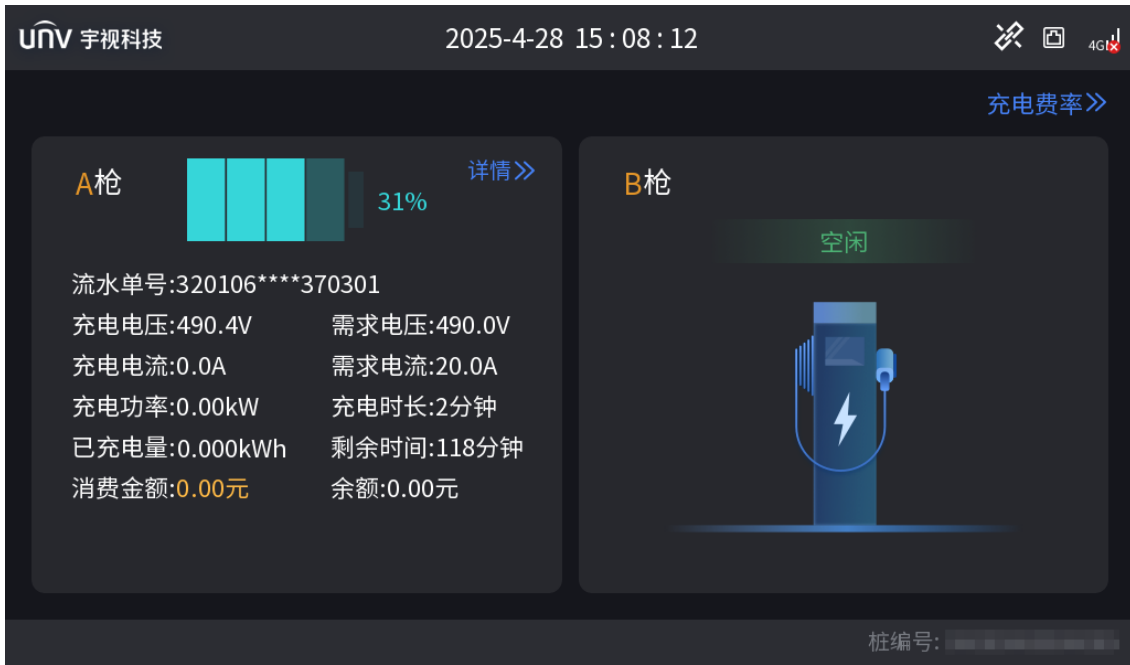 unv 宇视科技
2025-4-28 15:08:12
4G
充电费率
A枪
31%
详情
流水单号:320106****370301
充电电压:490.4V 需求电压:490.0V
充电电流:0.0A 需求电流:20.0A
充电功率:0.00kW 充电时长:2分钟
已充电量:0.000kWh 剩余时间:118分钟
消费金额:0.00元 余额:0.00元
B枪
空闲
桩编号: